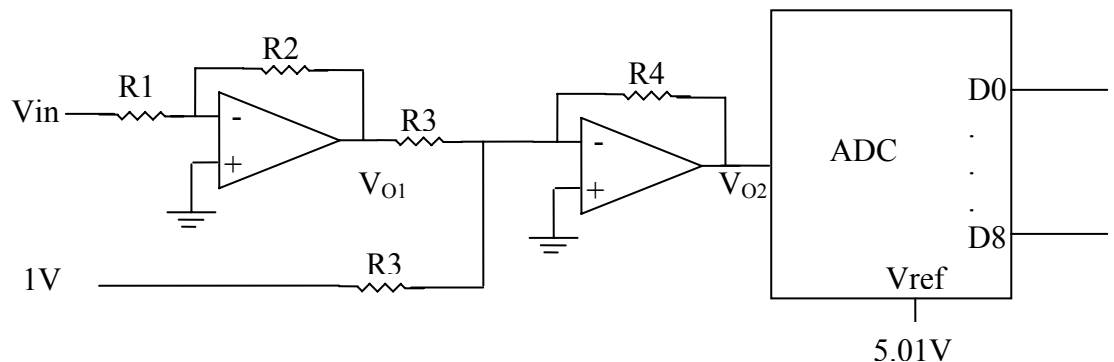 R2
R1
Vin
-
+
VO1
R3
R4
-
+
VO2
1V
R3
ADC
D0
.
.
.
.
D8
Vref
5.01V